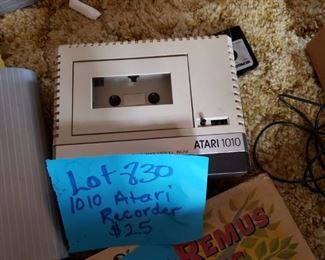 ATARI 1010
Lot 830
1010 Atari
Recorder
$25
REMUS